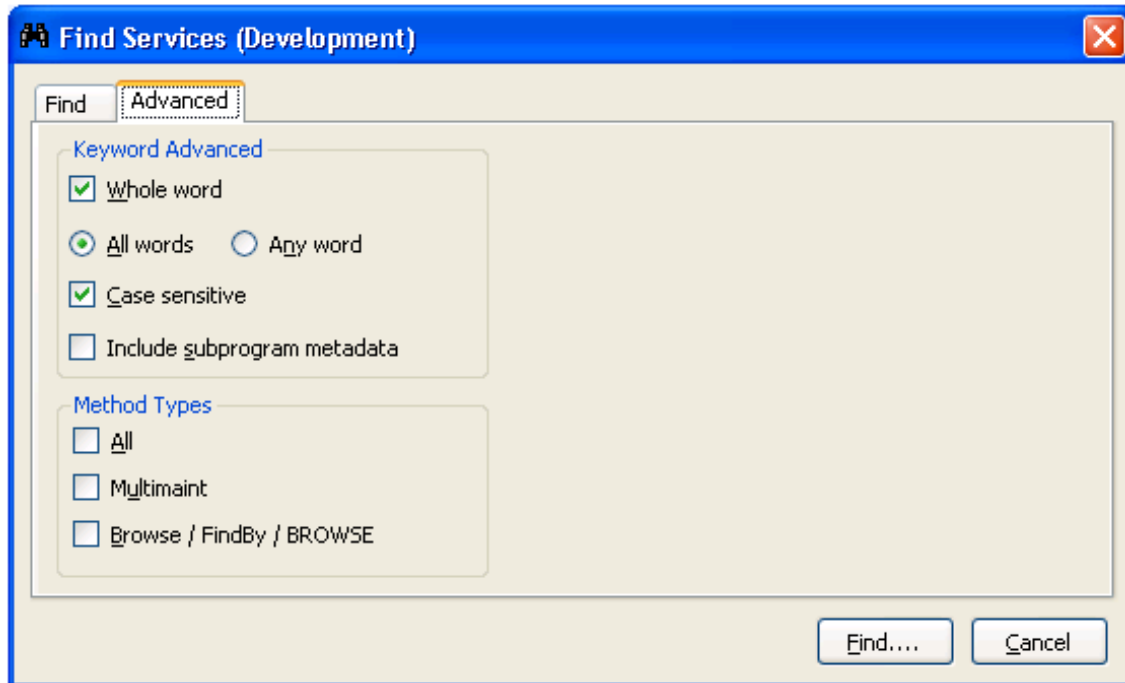 Find Services (Development)
Find Advanced
Keyword Advanced
Whole word
All words Any word
Case sensitive
Include subprogram metadata
Method Types
All
Multimaint
Browse / FindBy / BROWSE
Find.... Cancel